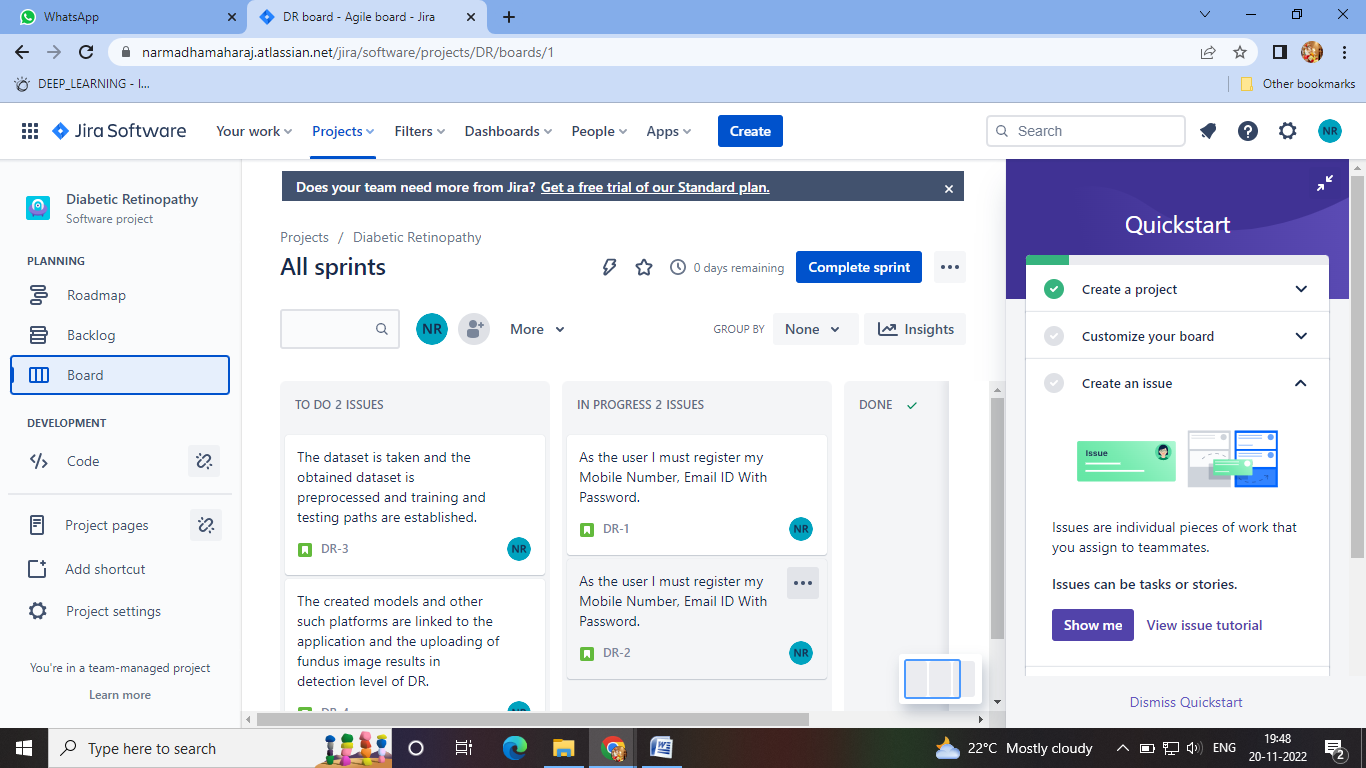 WhatsApp
DR board - Agile board - Jira
narmadhamaharaj.atlassian.net/jira/software/projects/DR/boards/1
DEEP_LEARNING - I...
Other bookmarks
Jira Software
Your work
Projects
Filters
Dashboards
People
Apps
Create
Search
NR
Diabetic Retinopathy
Software project
PLANNING
Roadmap
Backlog
Board
DEVELOPMENT
Code
Project pages
Add shortcut
Project settings
You're in a team-managed project
Learn more
Does your team need more from Jira? Get a free trial of our Standard plan.
Projects / Diabetic Retinopathy
All sprints
0 days remaining
Complete sprint
NR
More
GROUP BY
None
Insights
TO DO 2 ISSUES
The dataset is taken and the
obtained dataset is
preprocessed and training and
testing paths are established.
DR-3
NR
The created models and other
such platforms are linked to the
application and the uploading of
fundus image results in
detection level of DR.
IN PROGRESS 2 ISSUES
As the user I must register my
Mobile Number, Email ID With
Password.
DR-1
NR
As the user I must register my
Mobile Number, Email ID With
Password.
DR-2
NR
DONE
Quickstart
Create a project
Customize your board
Create an issue
Issue
Issues are individual pieces of work that
you assign to teammates.
Issues can be tasks or stories.
Show me
View issue tutorial
Dismiss Quickstart
Type here to search
22°C Mostly cloudy
ENG
19:48
20-11-2022
2